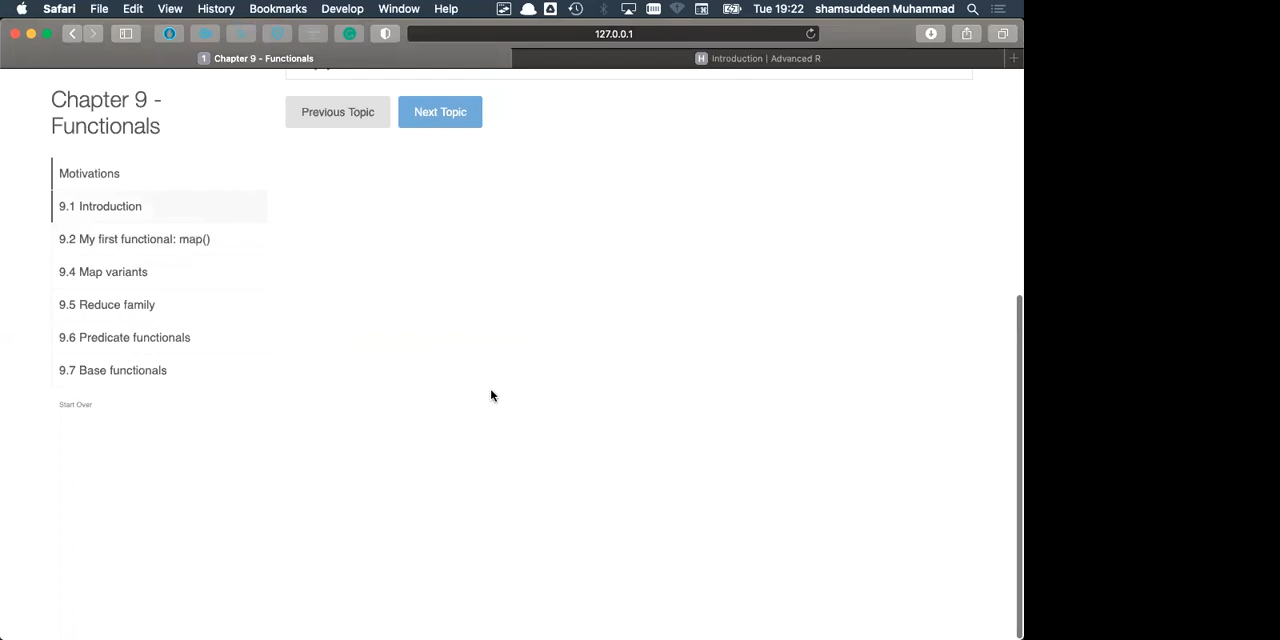 Safari File Edit View History Bookmarks Develop Window Help Tue 19:22 shamsuddeen Muhammad
127.0.0.1
1 Chapter 9 - Functionals
H Introduction | Advanced R
Chapter 9 -
Functionals
Previous Topic Next Topic
Motivations
9.1 Introduction
9.2 My first functional: map()
9.4 Map variants
9.5 Reduce family
9.6 Predicate functionals
9.7 Base functionals
Start Over